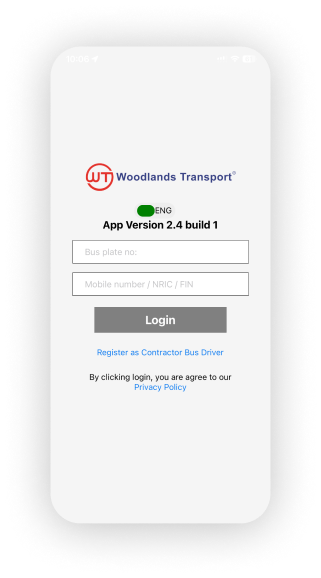 10:06
WT Woodlands Transport®
ENG
App Version 2.4 build 1
Bus plate no:
Mobile number / NRIC / FIN
Login
Register as Contractor Bus Driver
By clicking login, you are agree to our
Privacy Policy